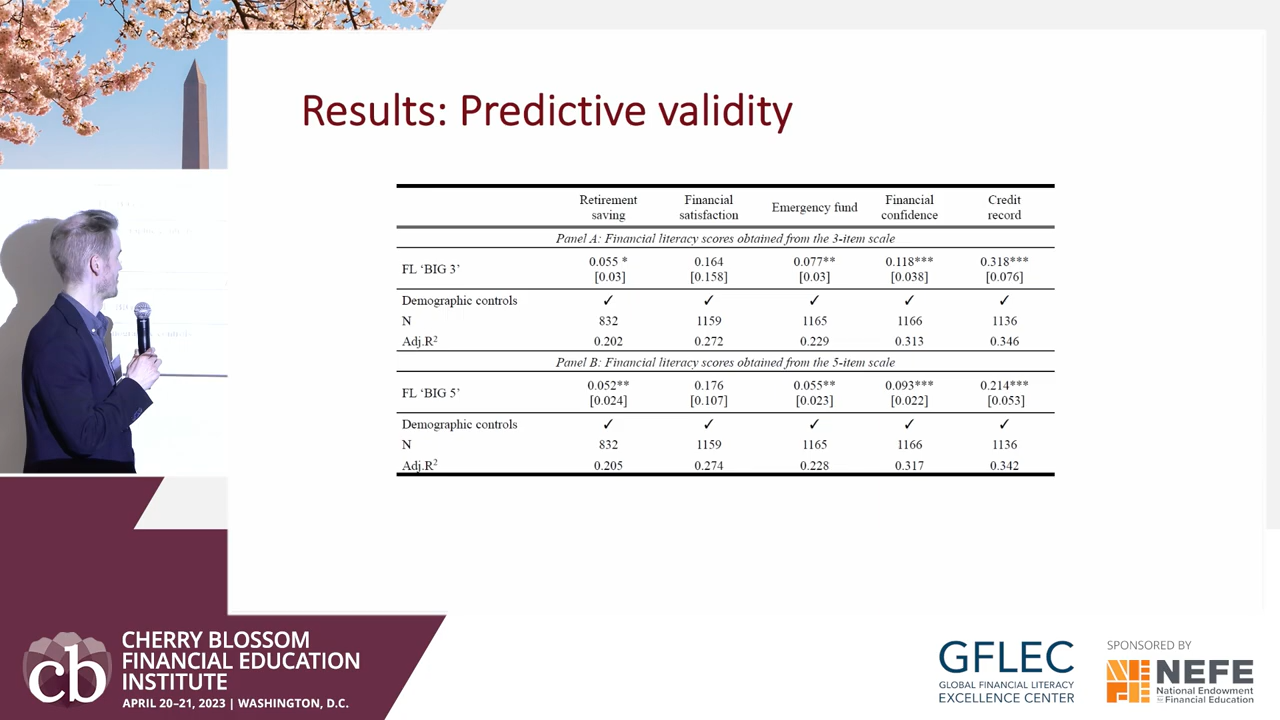 Results: Predictive validity
Retirement saving Financial satisfaction Emergency fund Financial confidence Credit record
Panel A: Financial literacy scores obtained from the 3-item scale
FL ‘BIG 3’ 0.055 * 0.164 0.077** 0.118*** 0.318***
[0.03] [0.158] [0.03] [0.038] [0.076]
Demographic controls ✓ ✓ ✓ ✓ ✓
N 832 1159 1165 1166 1136
Adj.R² 0.202 0.272 0.229 0.313 0.346
Panel B: Financial literacy scores obtained from the 5-item scale
FL ‘BIG 5’ 0.052** 0.176 0.055** 0.093*** 0.214***
[0.024] [0.107] [0.023] [0.022] [0.053]
Demographic controls ✓ ✓ ✓ ✓ ✓
N 832 1159 1165 1166 1136
Adj.R² 0.205 0.274 0.228 0.317 0.342
cb
CHERRY BLOSSOM
FINANCIAL EDUCATION
INSTITUTE
APRIL 20–21, 2023 | WASHINGTON, D.C.
GFLEC
GLOBAL FINANCIAL LITERACY
EXCELLENCE CENTER
SPONSORED BY
NEFE
National Endowment
for Financial Education